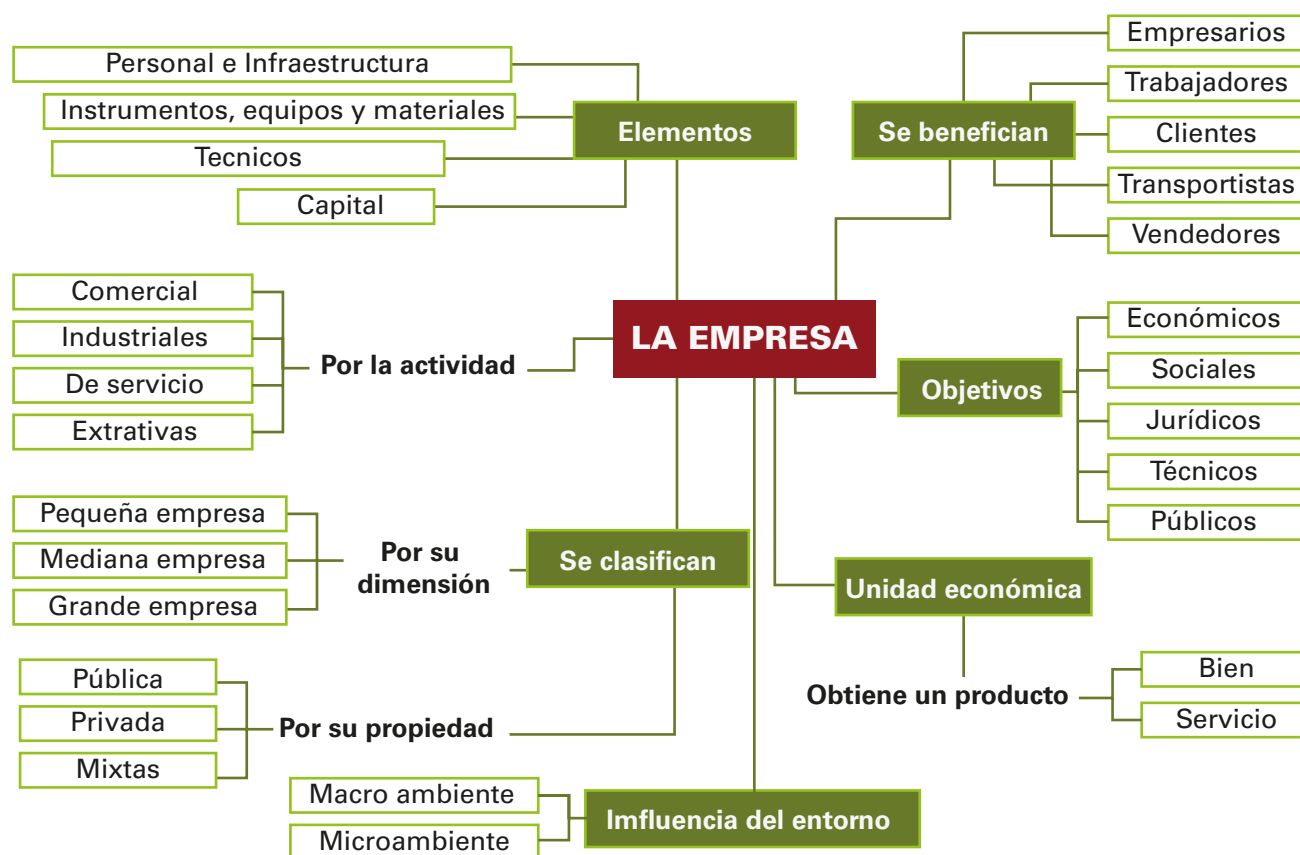 Personal e Infraestructura
Instrumentos, equipos y materiales
Tecnicos
Capital
Elementos
Se benefician
Empresarios
Trabajadores
Clientes
Transportistas
Vendedores
LA EMPRESA
Comercial
Industriales
De servicio
Extrativas
Por la actividad
Objetivos
Económicos
Sociales
Jurídicos
Técnicos
Públicos
Pequeña empresa
Mediana empresa
Grande empresa
Por su
dimensión
Se clasifican
Unidad económica
Obtiene un producto
Bien
Servicio
Pública
Privada
Mixtas
Por su propiedad
Macro ambiente
Microambiente
Imfluencia del entorno